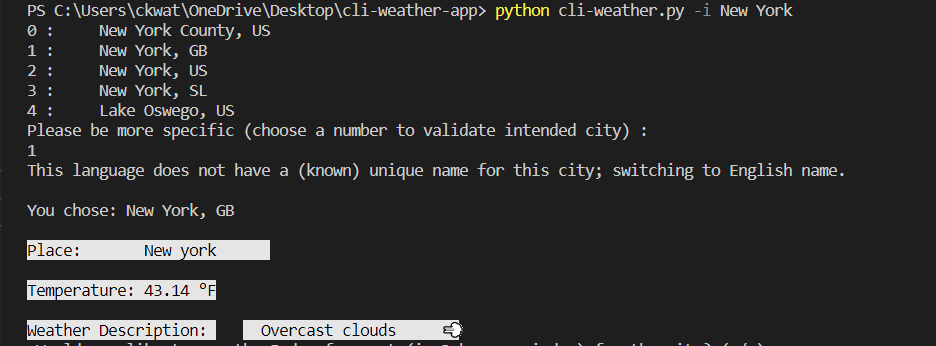 PS C:\Users\ckwat\OneDrive\Desktop\cli-weather-app> python cli-weather.py -i New York
0 : New York County, US
1 : New York, GB
2 : New York, US
3 : New York, SL
4 : Lake Oswego, US
Please be more specific (choose a number to validate intended city) :
1
This language does not have a (known) unique name for this city; switching to English name.
You chose: New York, GB
Place: New york
Temperature: 43.14 °F
Weather Description: Overcast clouds